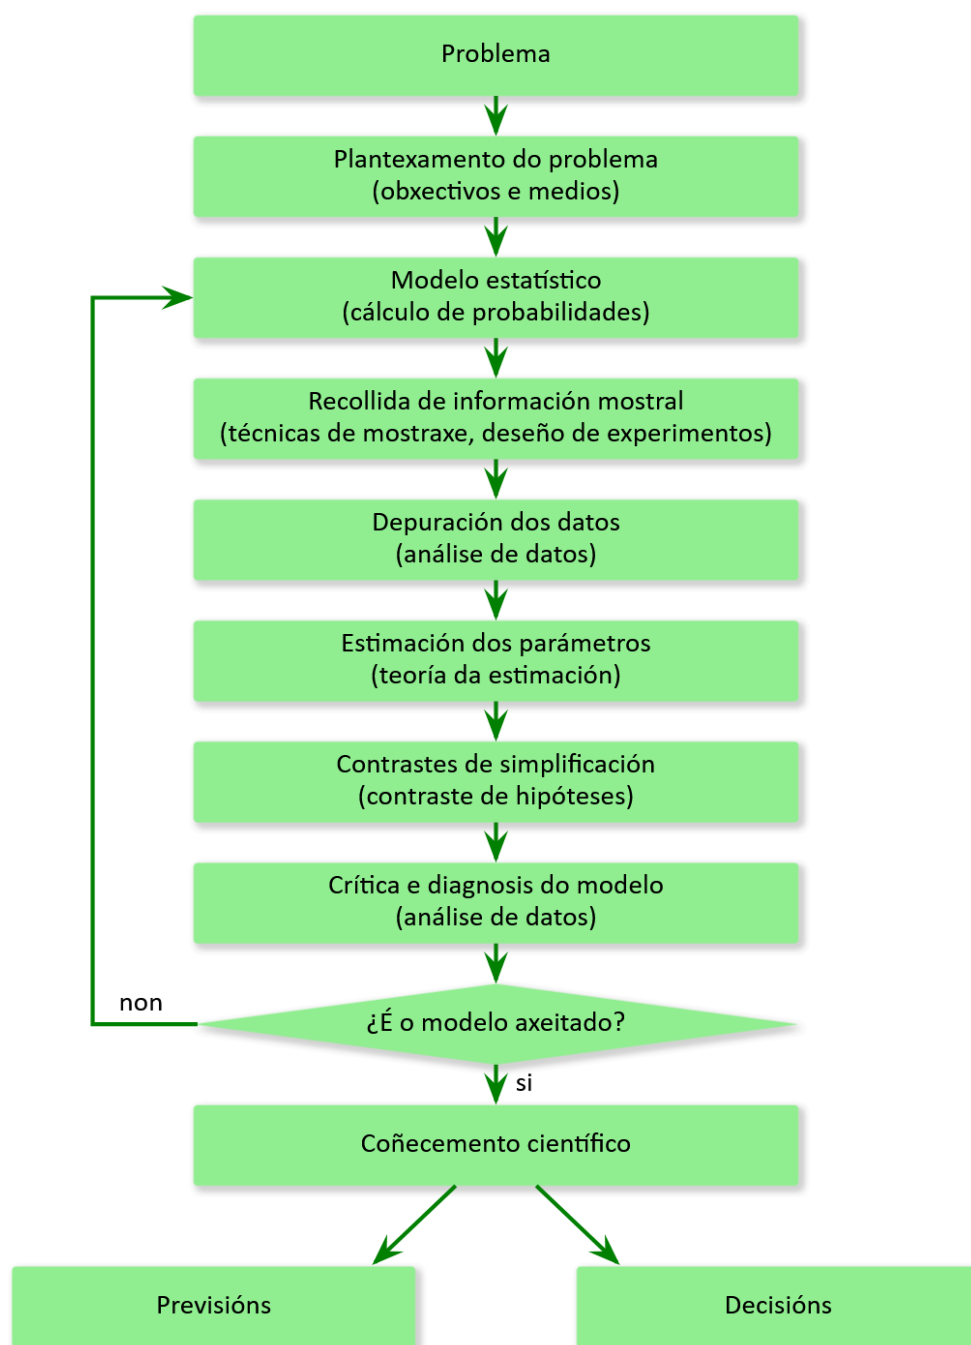 Problema
Plantexamento do problema
(obxectivos e medios)
Modelo estatístico
(cálculo de probabilidades)
Recollida de información mostral
(técnicas de mostraxe, deseño de experimentos)
Depuración dos datos
(análise de datos)
Estimación dos parámetros
(teoría da estimación)
Contrastes de simplificación
(contraste de hipóteses)
Crítica e diagnosis do modelo
(análise de datos)
non
¿É o modelo axeitado?
si
Coñecemento científico
Previsións
Decisións